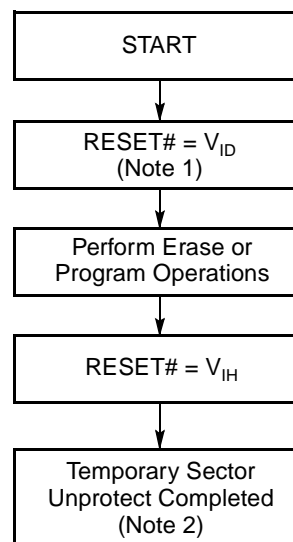 START
RESET# = VID
(Note 1)
Perform Erase or
Program Operations
RESET# = VIH
Temporary Sector
Unprotect Completed
(Note 2)